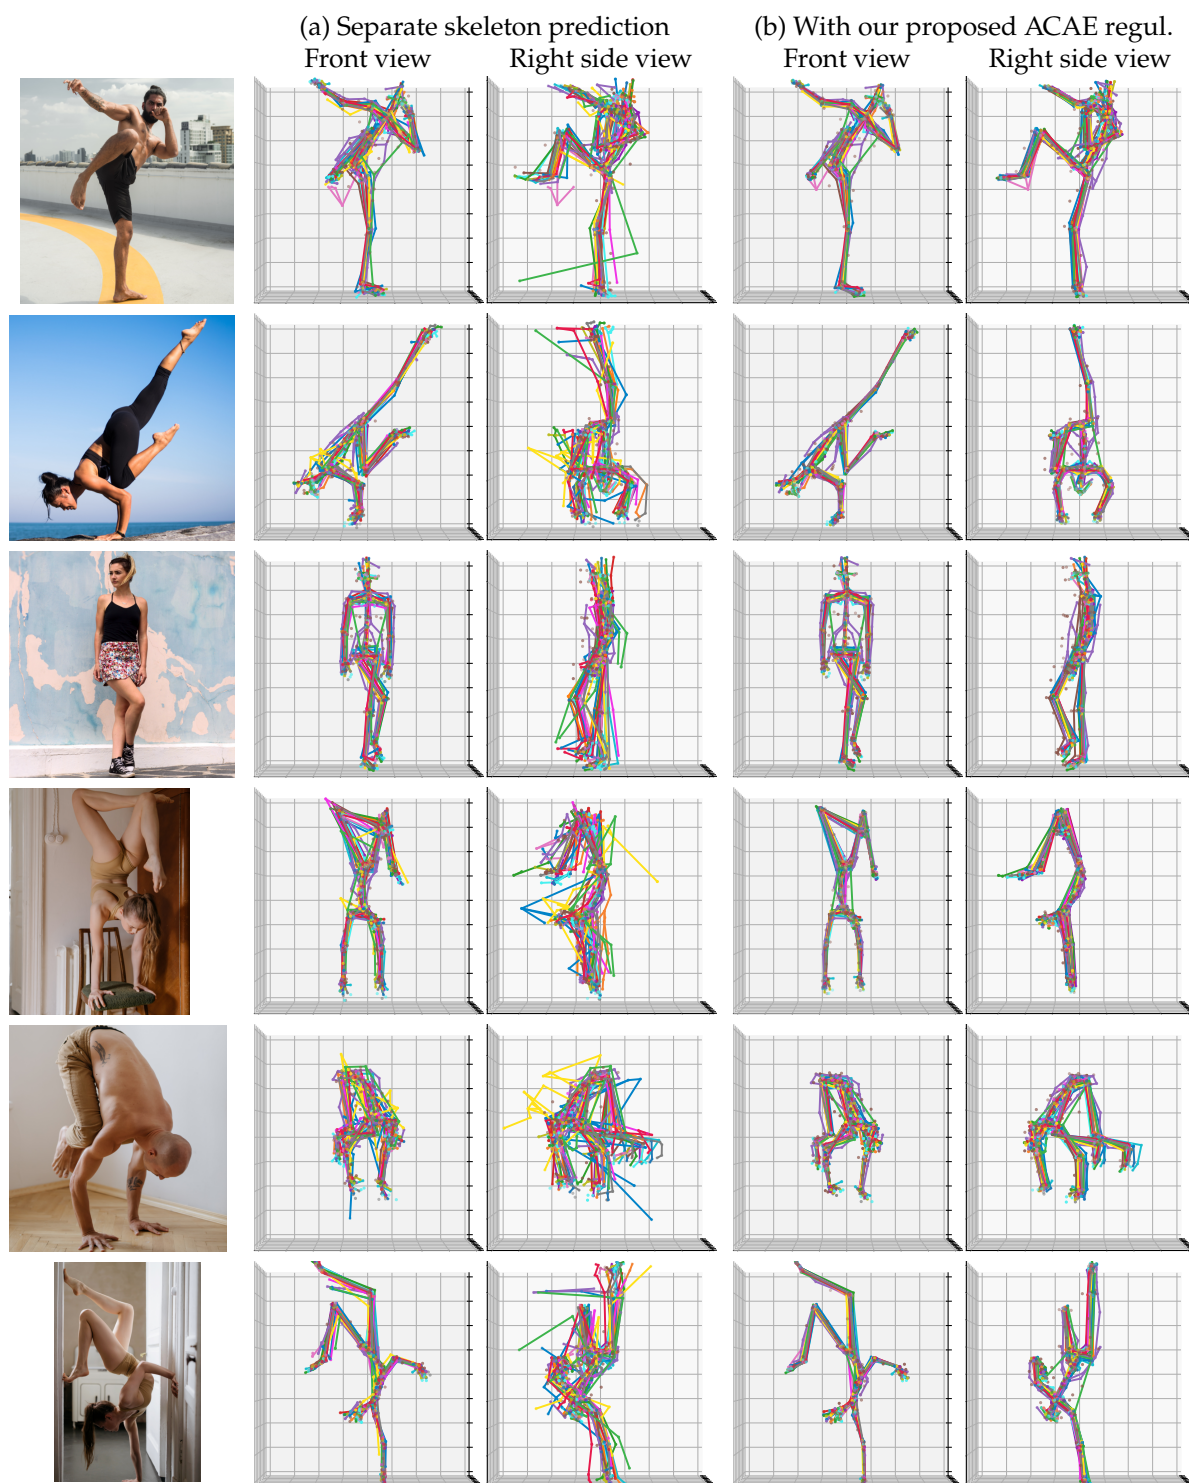 (a) Separate skeleton prediction
(b) With our proposed ACAE regul.
Front view
Right side view
Front view
Right side view